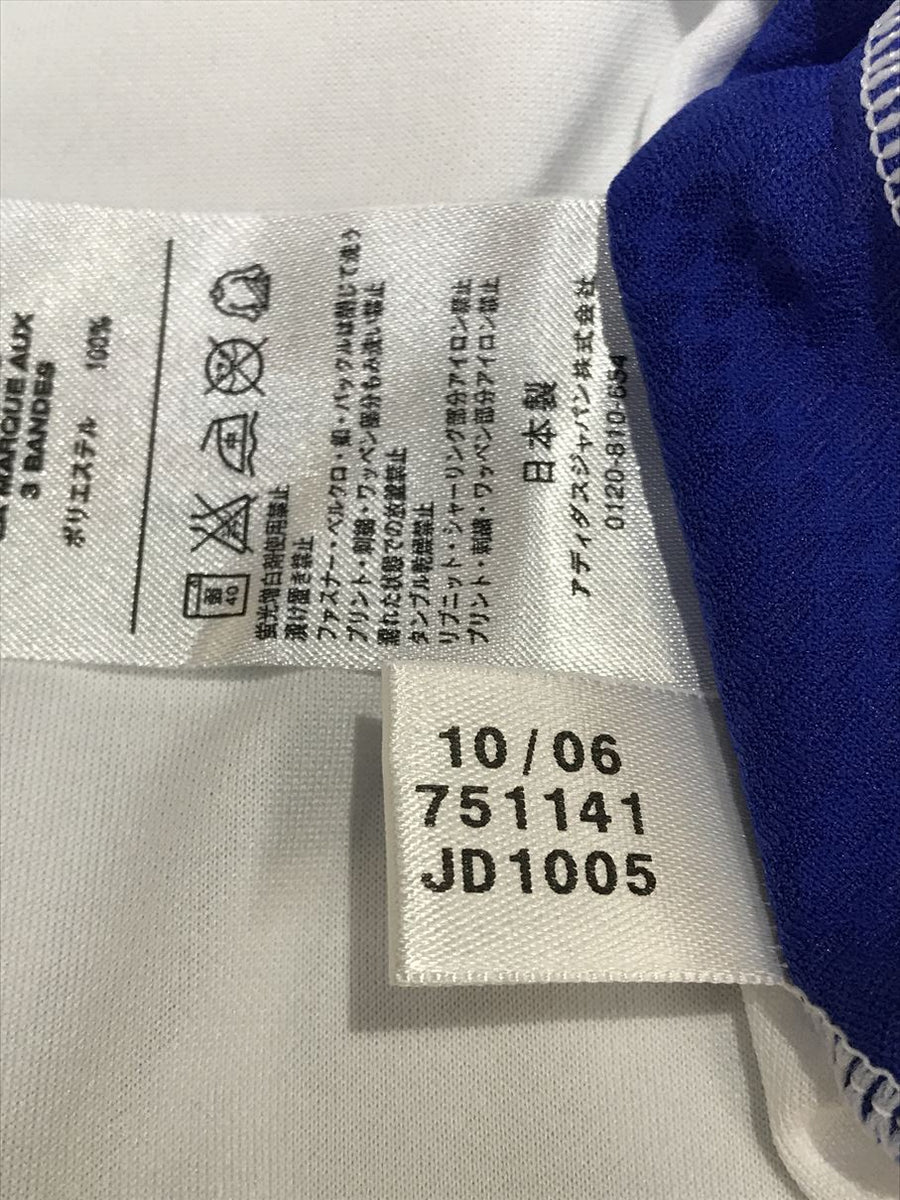 MARQUE AUX
3 BANDES
ポリエステル 100%
弱
40
中
蛍光増白剤使用禁止
漬け置き禁止
ファスナー・ベルクロ・釦・バックルは閉じて洗う
プリント・刺繍・ワッペン部分もみ洗い禁止
濡れた状態での放置禁止
タンブル乾燥禁止
リブニット・シャーリング部分アイロン禁止
プリント・刺繍・ワッペン部分アイロン禁止
日本製
アディダスジャパン株式会社
0120-810-654
10/06
751141
JD1005